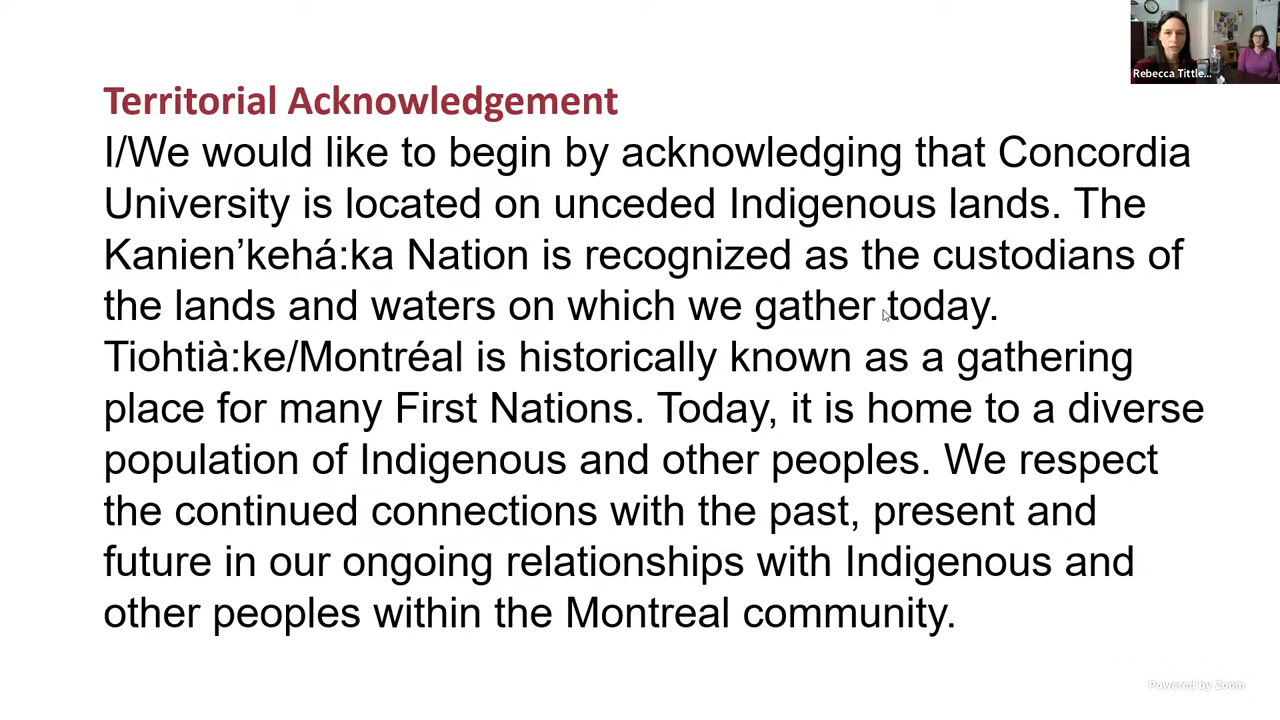 Rebecca Tittle...
Territorial Acknowledgement
I/We would like to begin by acknowledging that Concordia
University is located on unceded Indigenous lands. The
Kanien’kehá:ka Nation is recognized as the custodians of
the lands and waters on which we gather today.
Tiohtià:ke/Montréal is historically known as a gathering
place for many First Nations. Today, it is home to a diverse
population of Indigenous and other peoples. We respect
the continued connections with the past, present and
future in our ongoing relationships with Indigenous and
other peoples within the Montreal community.
Powered by Zoom